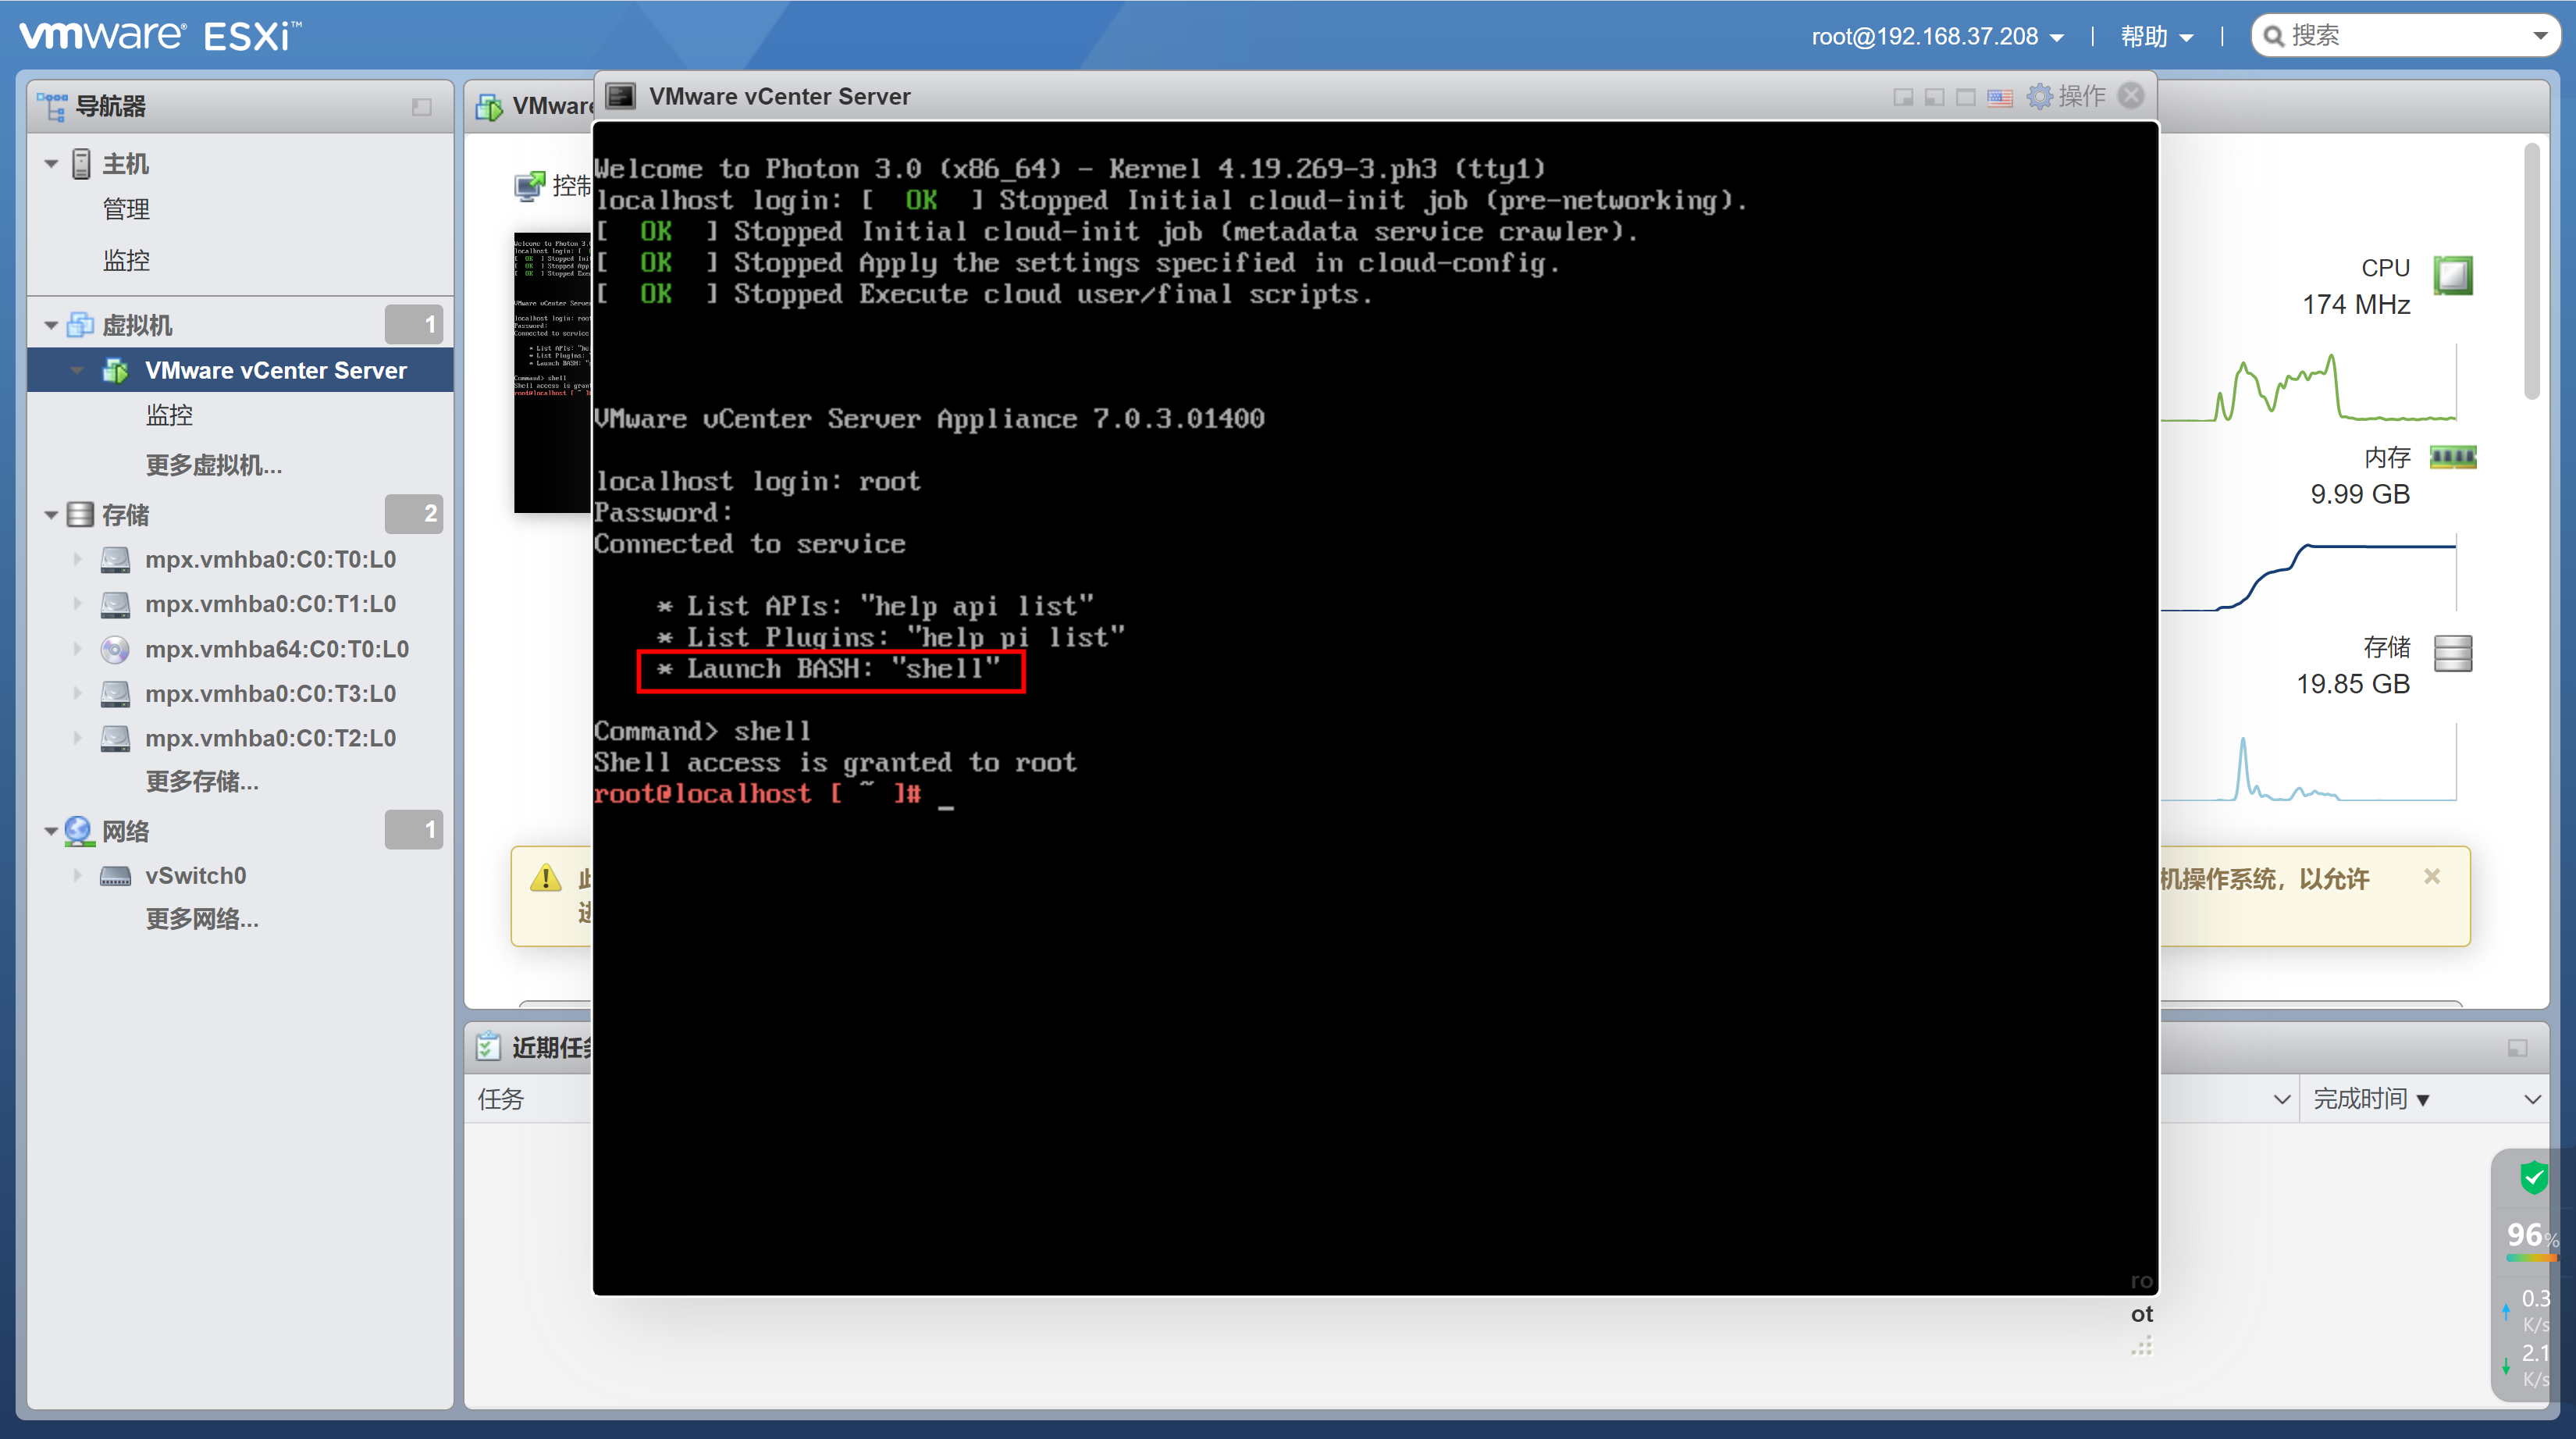 vmware® ESXi™
root@192.168.37.208
帮助
搜索
导航器
主机
管理
监控
虚拟机
1
VMware vCenter Server
监控
更多虚拟机...
存储
2
mpx.vmhba0:C0:T0:L0
mpx.vmhba0:C0:T1:L0
mpx.vmhba64:C0:T0:L0
mpx.vmhba0:C0:T3:L0
mpx.vmhba0:C0:T2:L0
更多存储...
网络
1
vSwitch0
更多网络...
VMware
控制
VMware vCenter Server
操作
Welcome to Photon 3.0 (x86_64) - Kernel 4.19.269-3.ph3 (tty1)
localhost login: [  OK  ] Stopped Initial cloud-init job (pre-networking).
[  OK  ] Stopped Initial cloud-init job (metadata service crawler).
[  OK  ] Stopped Apply the settings specified in cloud-config.
[  OK  ] Stopped Execute cloud user/final scripts.
VMware vCenter Server Appliance 7.0.3.01400
localhost login: root
Password:
Connected to service
* List APIs: "help api list"
* List Plugins: "help pi list"
* Launch BASH: "shell"
Command> shell
Shell access is granted to root
root@localhost [ ~ ]# _
ro
ot
CPU
174 MHz
内存
9.99 GB
存储
19.85 GB
机操作系统，以允许
近期任务
任务
完成时间 ▼
96%
0.3
K/s
2.1
K/s